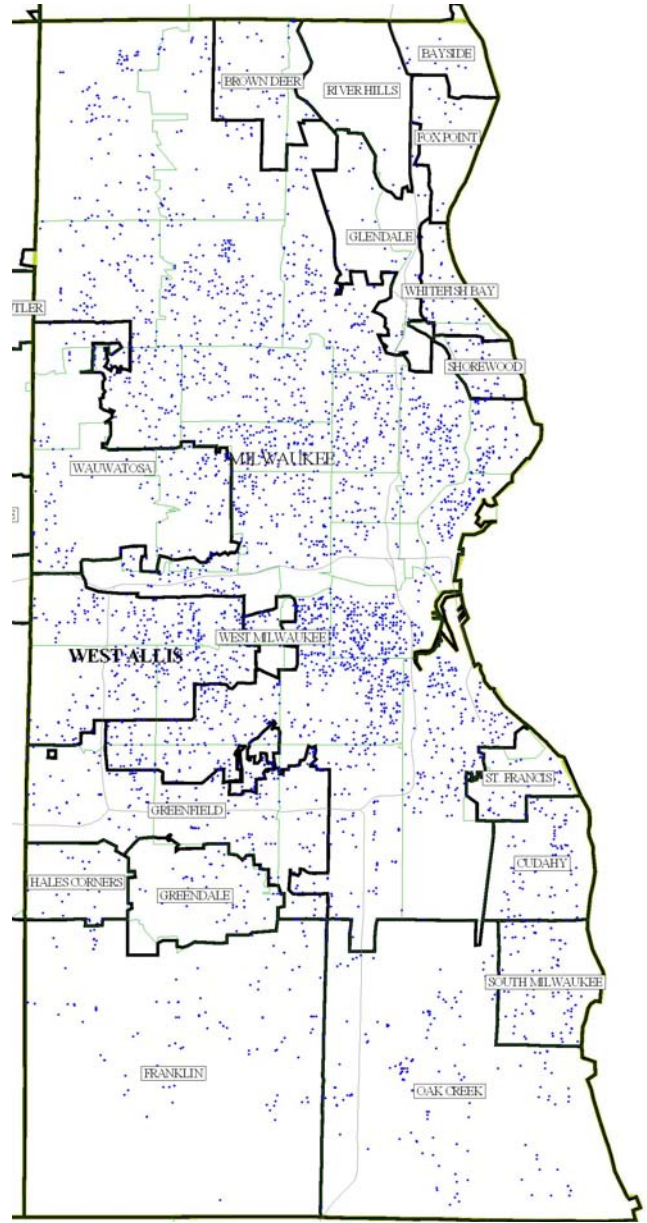 BAYSIDE
BROWN DEER
RIVER HILLS
FOX POINT
GLENDALE
WHITEFISH BAY
TLER
SHOREWOOD
MILWAUKEE
WAUWATOSA
WEST MILWAUKEE
WEST ALLIS
ST. FRANCIS
GREENFIELD
CUDAHY
HALES CORNERS
GREENDALE
SOUTH MILWAUKEE
FRANKLIN
OAK CREEK